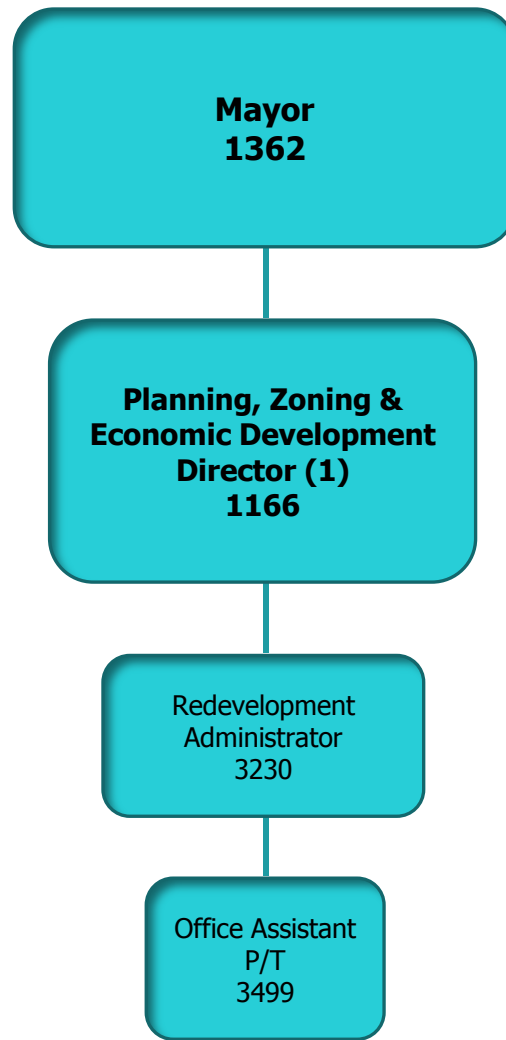 Mayor
1362
Planning, Zoning &
Economic Development
Director (1)
1166
Redevelopment
Administrator
3230
Office Assistant
P/T
3499